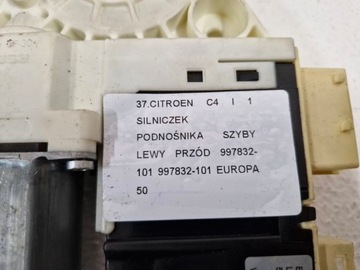 37.CITROEN C4 I 1
SILNICZEK
PODNOŚNIKA SZYBY
LEWY PRZÓD 997832-
101 997832-101 EUROPA
50